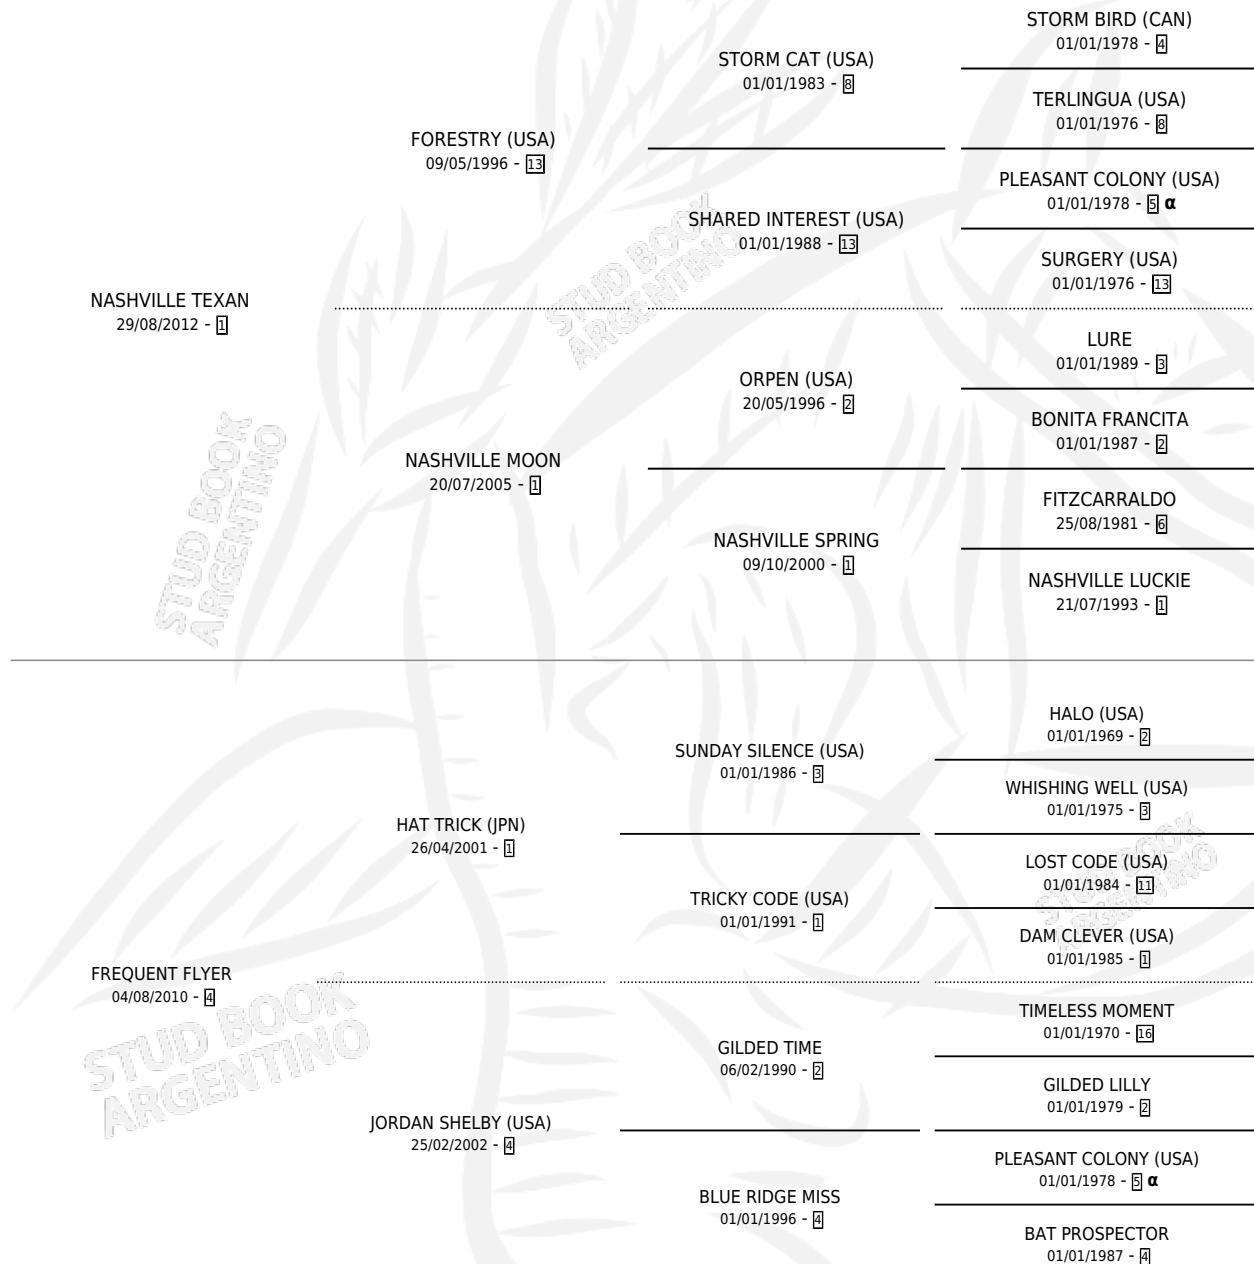 STORM BIRD (CAN)
01/01/1978 - 4
STORM CAT (USA)
01/01/1983 - 8
TERLINGUA (USA)
01/01/1976 - 8
FORESTRY (USA)
09/05/1996 - 13
PLEASANT COLONY (USA)
01/01/1978 - 5 α
SHARED INTEREST (USA)
01/01/1988 - 13
SURGERY (USA)
01/01/1976 - 13
STUD BOOK
ARGENTINO
NASHVILLE TEXAN
29/08/2012 - 1
LURE
01/01/1989 - 3
ORPEN (USA)
20/05/1996 - 2
BONITA FRANCITA
01/01/1987 - 2
NASHVILLE MOON
20/07/2005 - 1
FITZCARRALDO
25/08/1981 - 6
NASHVILLE SPRING
09/10/2000 - 1
NASHVILLE LUCKIE
21/07/1993 - 1
STUD BOOK
ARGENTINO
HALO (USA)
01/01/1969 - 2
SUNDAY SILENCE (USA)
01/01/1986 - 3
WHISHING WELL (USA)
01/01/1975 - 3
HAT TRICK (JPN)
26/04/2001 - 1
LOST CODE (USA)
01/01/1984 - 11
STUD BOOK
ARGENTINO
TRICKY CODE (USA)
01/01/1991 - 1
DAM CLEVER (USA)
01/01/1985 - 1
FREQUENT FLYER
04/08/2010 - 4
TIMELESS MOMENT
01/01/1970 - 16
GILDED TIME
06/02/1990 - 2
GILDED LILLY
01/01/1979 - 2
STUD BOOK
ARGENTINO
JORDAN SHELBY (USA)
25/02/2002 - 4
PLEASANT COLONY (USA)
01/01/1978 - 5 α
BLUE RIDGE MISS
01/01/1996 - 4
BAT PROSPECTOR
01/01/1987 - 4